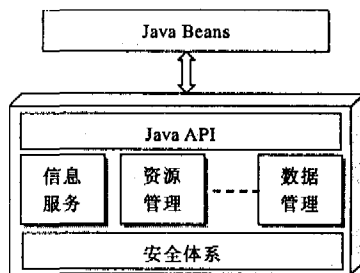 Java Beans
Java API
信息
服务
资源
管理
数据
管理
安全体系